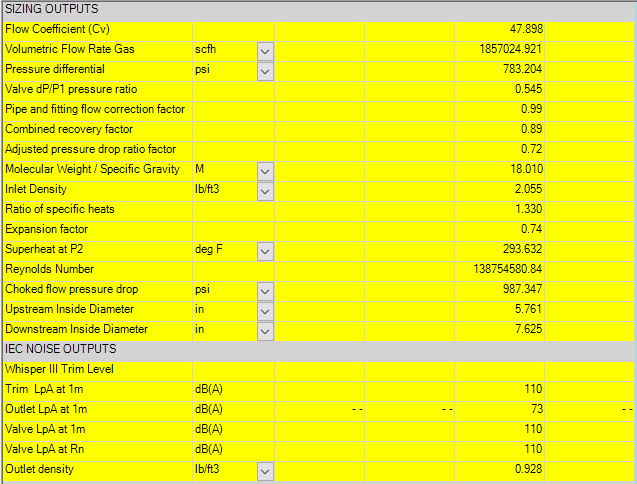 SIZING OUTPUTS
Flow Coefficient (Cv) 47.898
Volumetric Flow Rate Gas scfh 1857024.921
Pressure differential psi 783.204
Valve dP/P1 pressure ratio 0.545
Pipe and fitting flow correction factor 0.99
Combined recovery factor 0.89
Adjusted pressure drop ratio factor 0.72
Molecular Weight / Specific Gravity M 18.010
Inlet Density lb/ft3 2.055
Ratio of specific heats 1.330
Expansion factor 0.74
Superheat at P2 deg F 293.632
Reynolds Number 138754580.84
Choked flow pressure drop psi 987.347
Upstream Inside Diameter in 5.761
Downstream Inside Diameter in 7.625
IEC NOISE OUTPUTS
Whisper III Trim Level
Trim LpA at 1m dB(A) 110
Outlet LpA at 1m dB(A) - - - - 73 - -
Valve LpA at 1m dB(A) 110
Valve LpA at Rn dB(A) 110
Outlet density lb/ft3 0.928